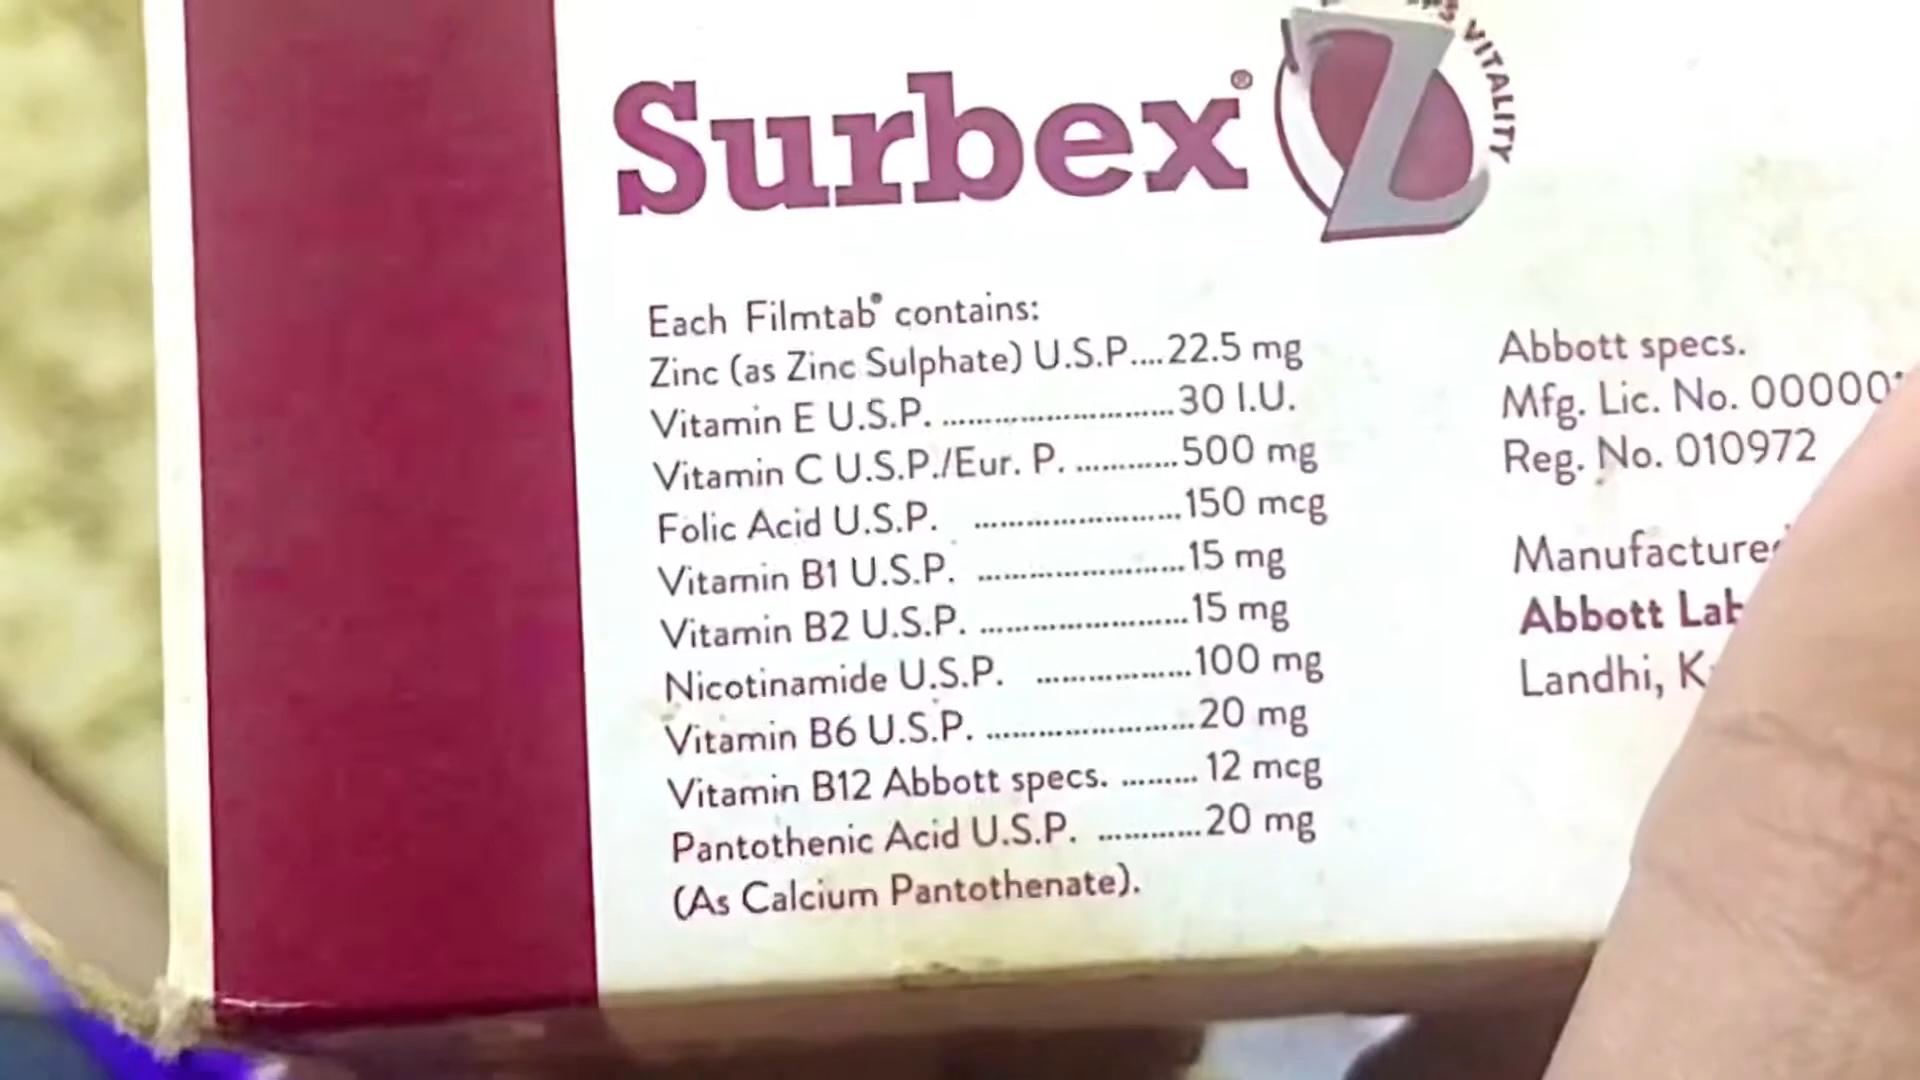 Surbex® Z
VITALITY
Each Filmtab® contains:
Zinc (as Zinc Sulphate) U.S.P....22.5 mg
Vitamin E U.S.P. ............................30 I.U.
Vitamin C U.S.P./Eur. P. ............500 mg
Folic Acid U.S.P. .........................150 mcg
Vitamin B1 U.S.P. .........................15 mg
Vitamin B2 U.S.P. .........................15 mg
Nicotinamide U.S.P. ..................100 mg
Vitamin B6 U.S.P. .........................20 mg
Vitamin B12 Abbott specs. ......... 12 mcg
Pantothenic Acid U.S.P. ............20 mg
(As Calcium Pantothenate).
Abbott specs.
Mfg. Lic. No. 00000
Reg. No. 010972
Manufacture
Abbott Lab
Landhi, K